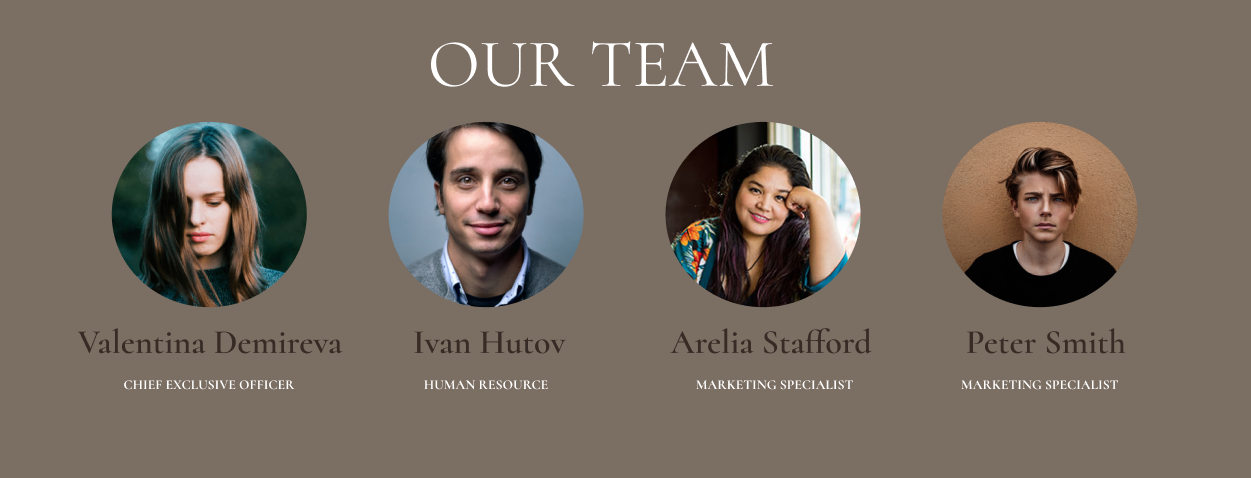 OUR TEAM
Valentina Demireva
Ivan Hutov
Arelia Stafford
Peter Smith
CHIEF EXCLUSIVE OFFICER
HUMAN RESOURCE
MARKETING SPECIALIST
MARKETING SPECIALIST